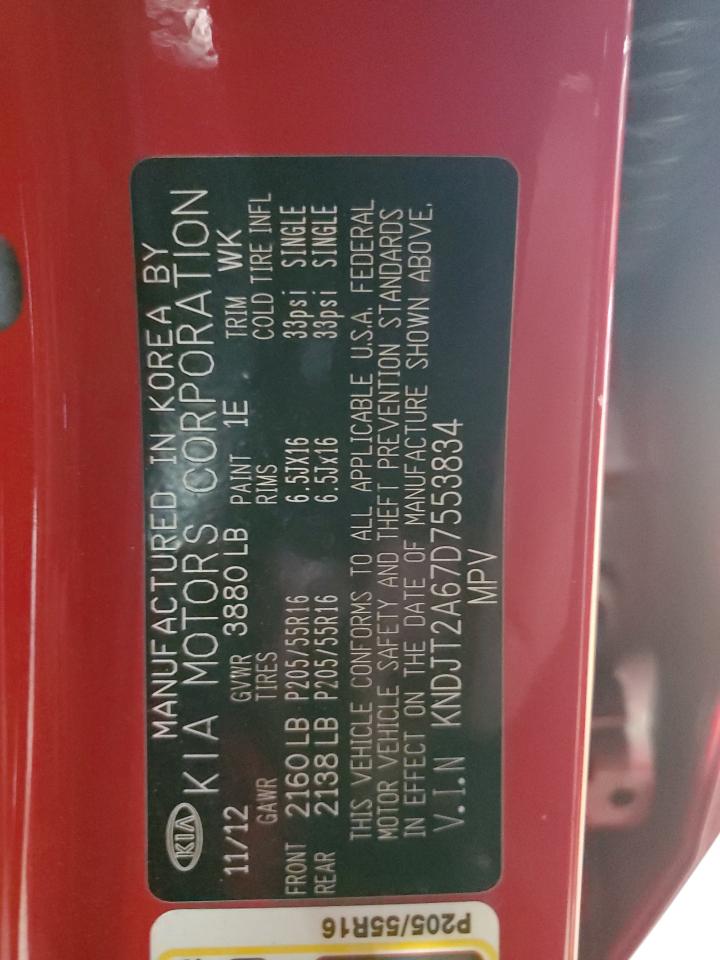 MANUFACTURED IN KOREA BY
KIA KIA MOTORS CORPORATION
11/12 GVWR 3880 LB PAINT 1E TRIM WK
GAWR TIRES RIMS COLD TIRE INFL
FRONT 2160 LB P205/55R16 6.5JX16 33psi SINGLE
REAR 2138 LB P205/55R16 6.5Jx16 33psi SINGLE
THIS VEHICLE CONFORMS TO ALL APPLICABLE U.S.A. FEDERAL
MOTOR VEHICLE SAFETY AND THEFT PREVENTION STANDARDS
IN EFFECT ON THE DATE OF MANUFACTURE SHOWN ABOVE.
V.I.N KNDJT2A67D7553834
MPV
P205/55R16